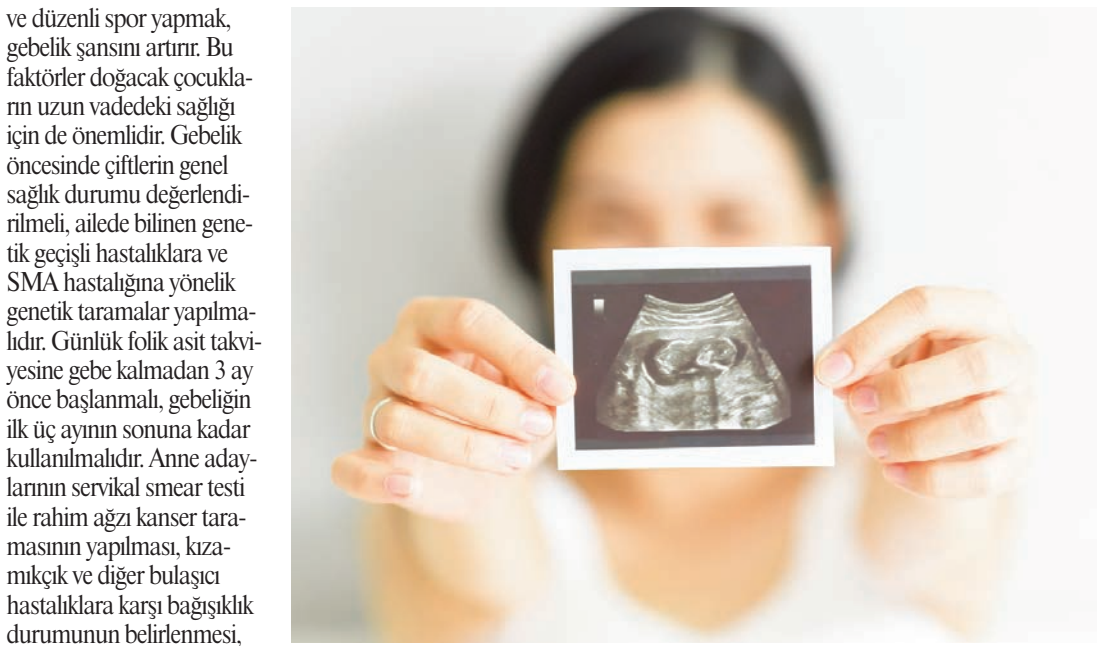 ve düzenli spor yapmak,
gebelik şansını artırır. Bu
faktörler doğacak çocukla-
rın uzun vadedeki sağlığı
için de önemlidir. Gebelik
öncesinde çiftlerin genel
sağlık durumu değerlendi-
rilmeli, ailede bilinen gene-
tik geçişli hastalıklara ve
SMA hastalığına yönelik
genetik taramalar yapılma-
lıdır. Günlük folik asit takvi-
yesine gebe kalmadan 3 ay
önce başlanmalı, gebeliğin
ilk üç ayının sonuna kadar
kullanılmalıdır. Anne aday-
larının servikal smear testi
ile rahim ağzı kanser tara-
masının yapılması, kıza-
mıkçık ve diğer bulaşıcı
hastalıklara karşı bağışıklık
durumunun belirlenmesi,